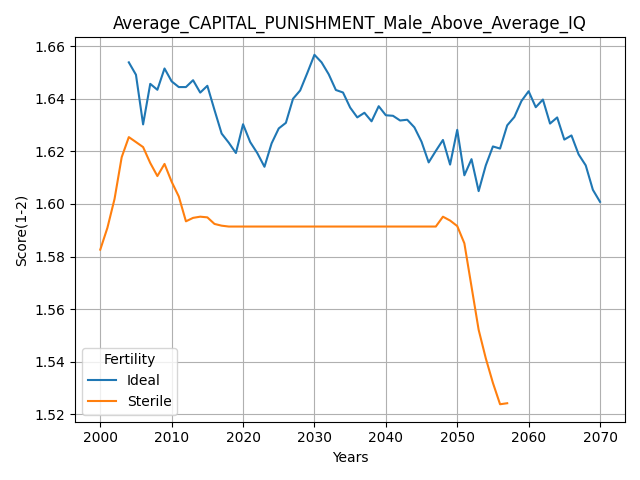 Average_CAPITAL_PUNISHMENT_Male_Above_Average_IQ
Score(1-2)
1.66
1.64
1.62
1.60
1.58
1.56
1.54
1.52
Fertility
Ideal
Sterile
2000 2010 2020 2030 2040 2050 2060 2070
Years